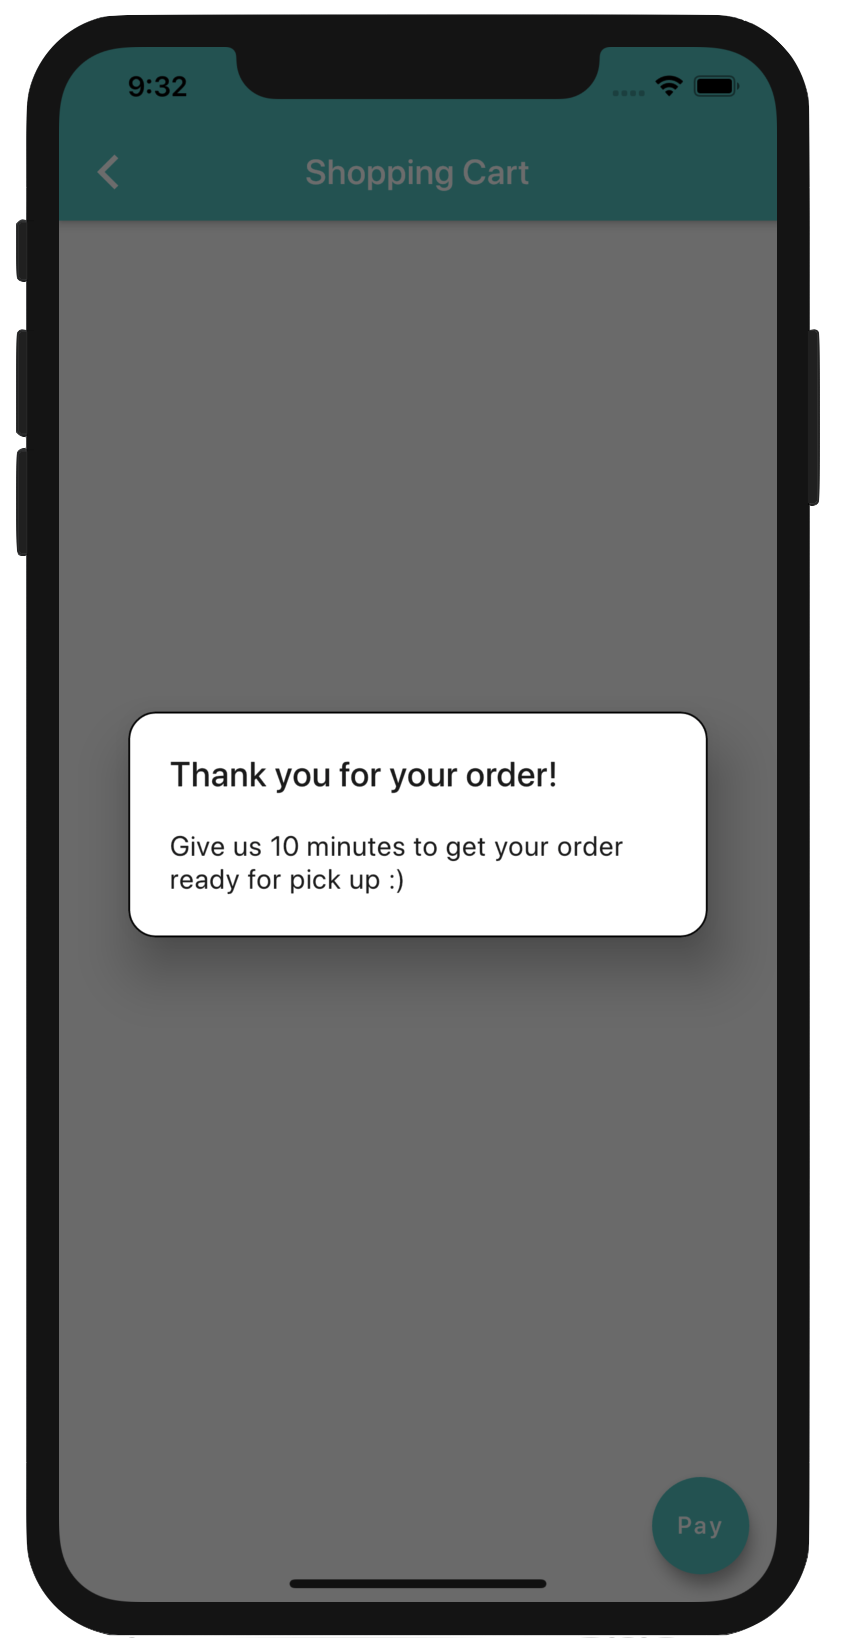 9:32
Shopping Cart
Thank you for your order!
Give us 10 minutes to get your order
ready for pick up :)
Pay